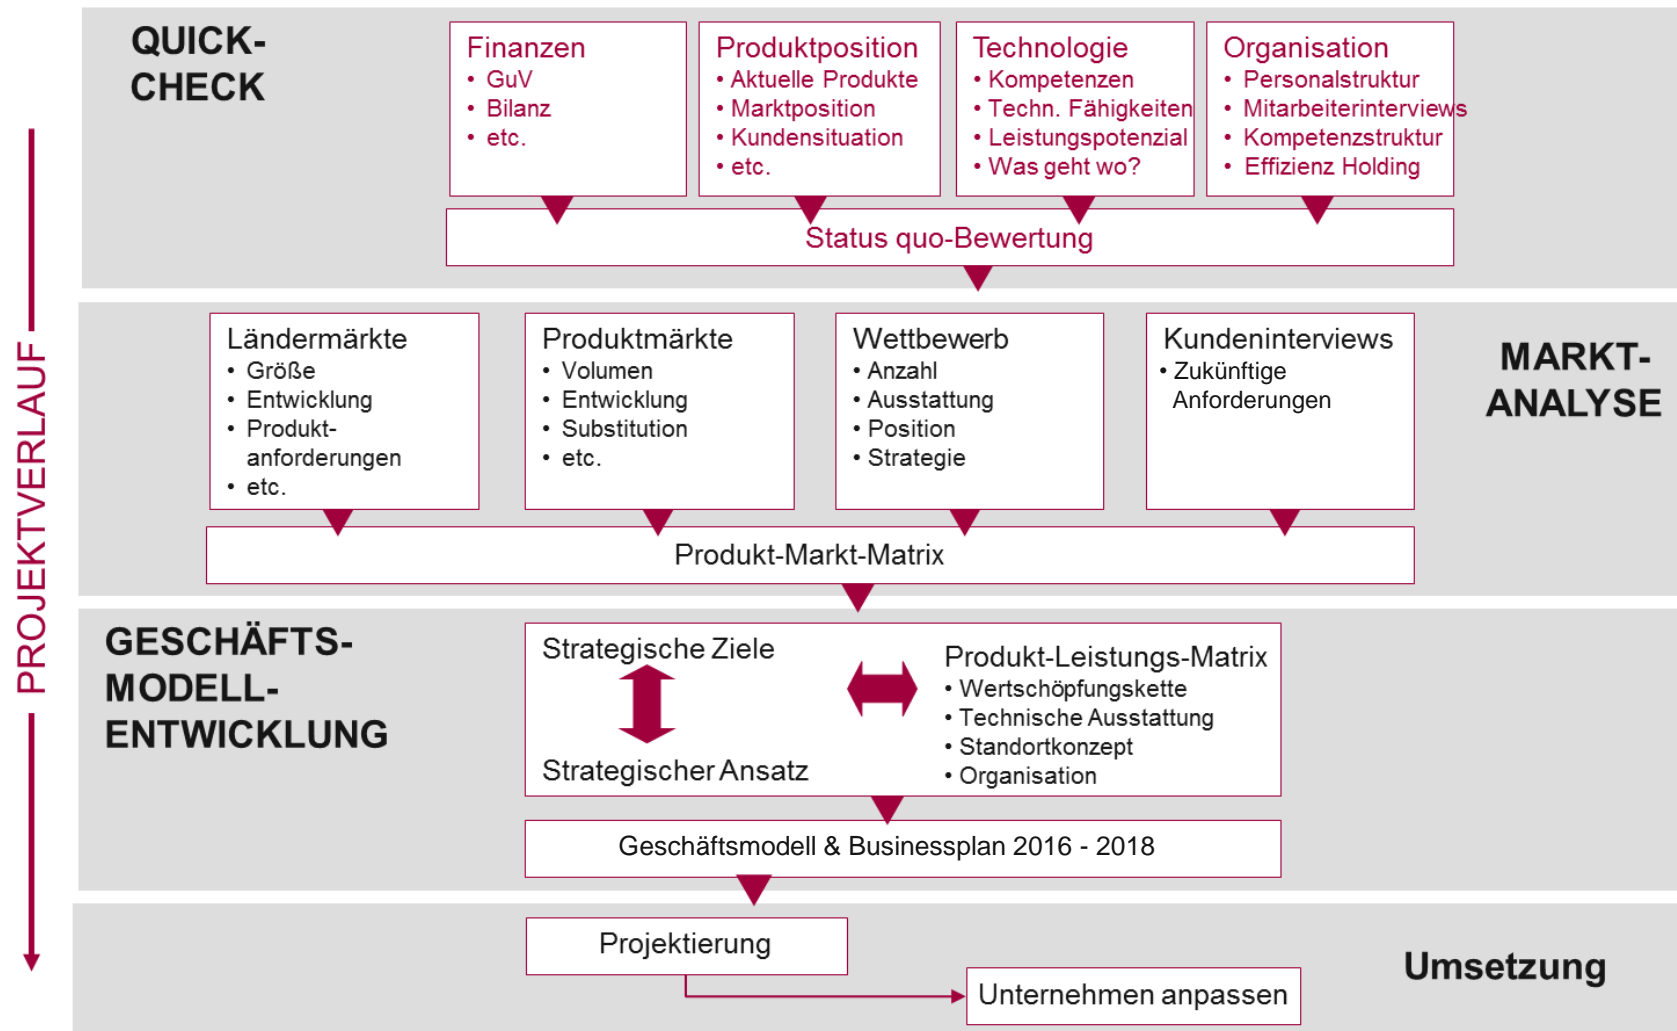 PROJEKTVERLAUF
QUICK-
CHECK
Finanzen
• GuV
• Bilanz
• etc.
Produktposition
• Aktuelle Produkte
• Marktposition
• Kundensituation
• etc.
Technologie
• Kompetenzen
• Techn. Fähigkeiten
• Leistungspotenzial
• Was geht wo?
Organisation
• Personalstruktur
• Mitarbeiterinterviews
• Kompetenzstruktur
• Effizienz Holding
Status quo-Bewertung
Ländermärkte
• Größe
• Entwicklung
• Produkt-
anforderungen
• etc.
Produktmärkte
• Volumen
• Entwicklung
• Substitution
• etc.
Wettbewerb
• Anzahl
• Ausstattung
• Position
• Strategie
Kundeninterviews
• Zukünftige
Anforderungen
MARKT-
ANALYSE
Produkt-Markt-Matrix
GESCHÄFTS-
MODELL-
ENTWICKLUNG
Strategische Ziele
Strategischer Ansatz
Produkt-Leistungs-Matrix
• Wertschöpfungskette
• Technische Ausstattung
• Standortkonzept
• Organisation
Geschäftsmodell & Businessplan 2016 - 2018
Projektierung
Unternehmen anpassen
Umsetzung